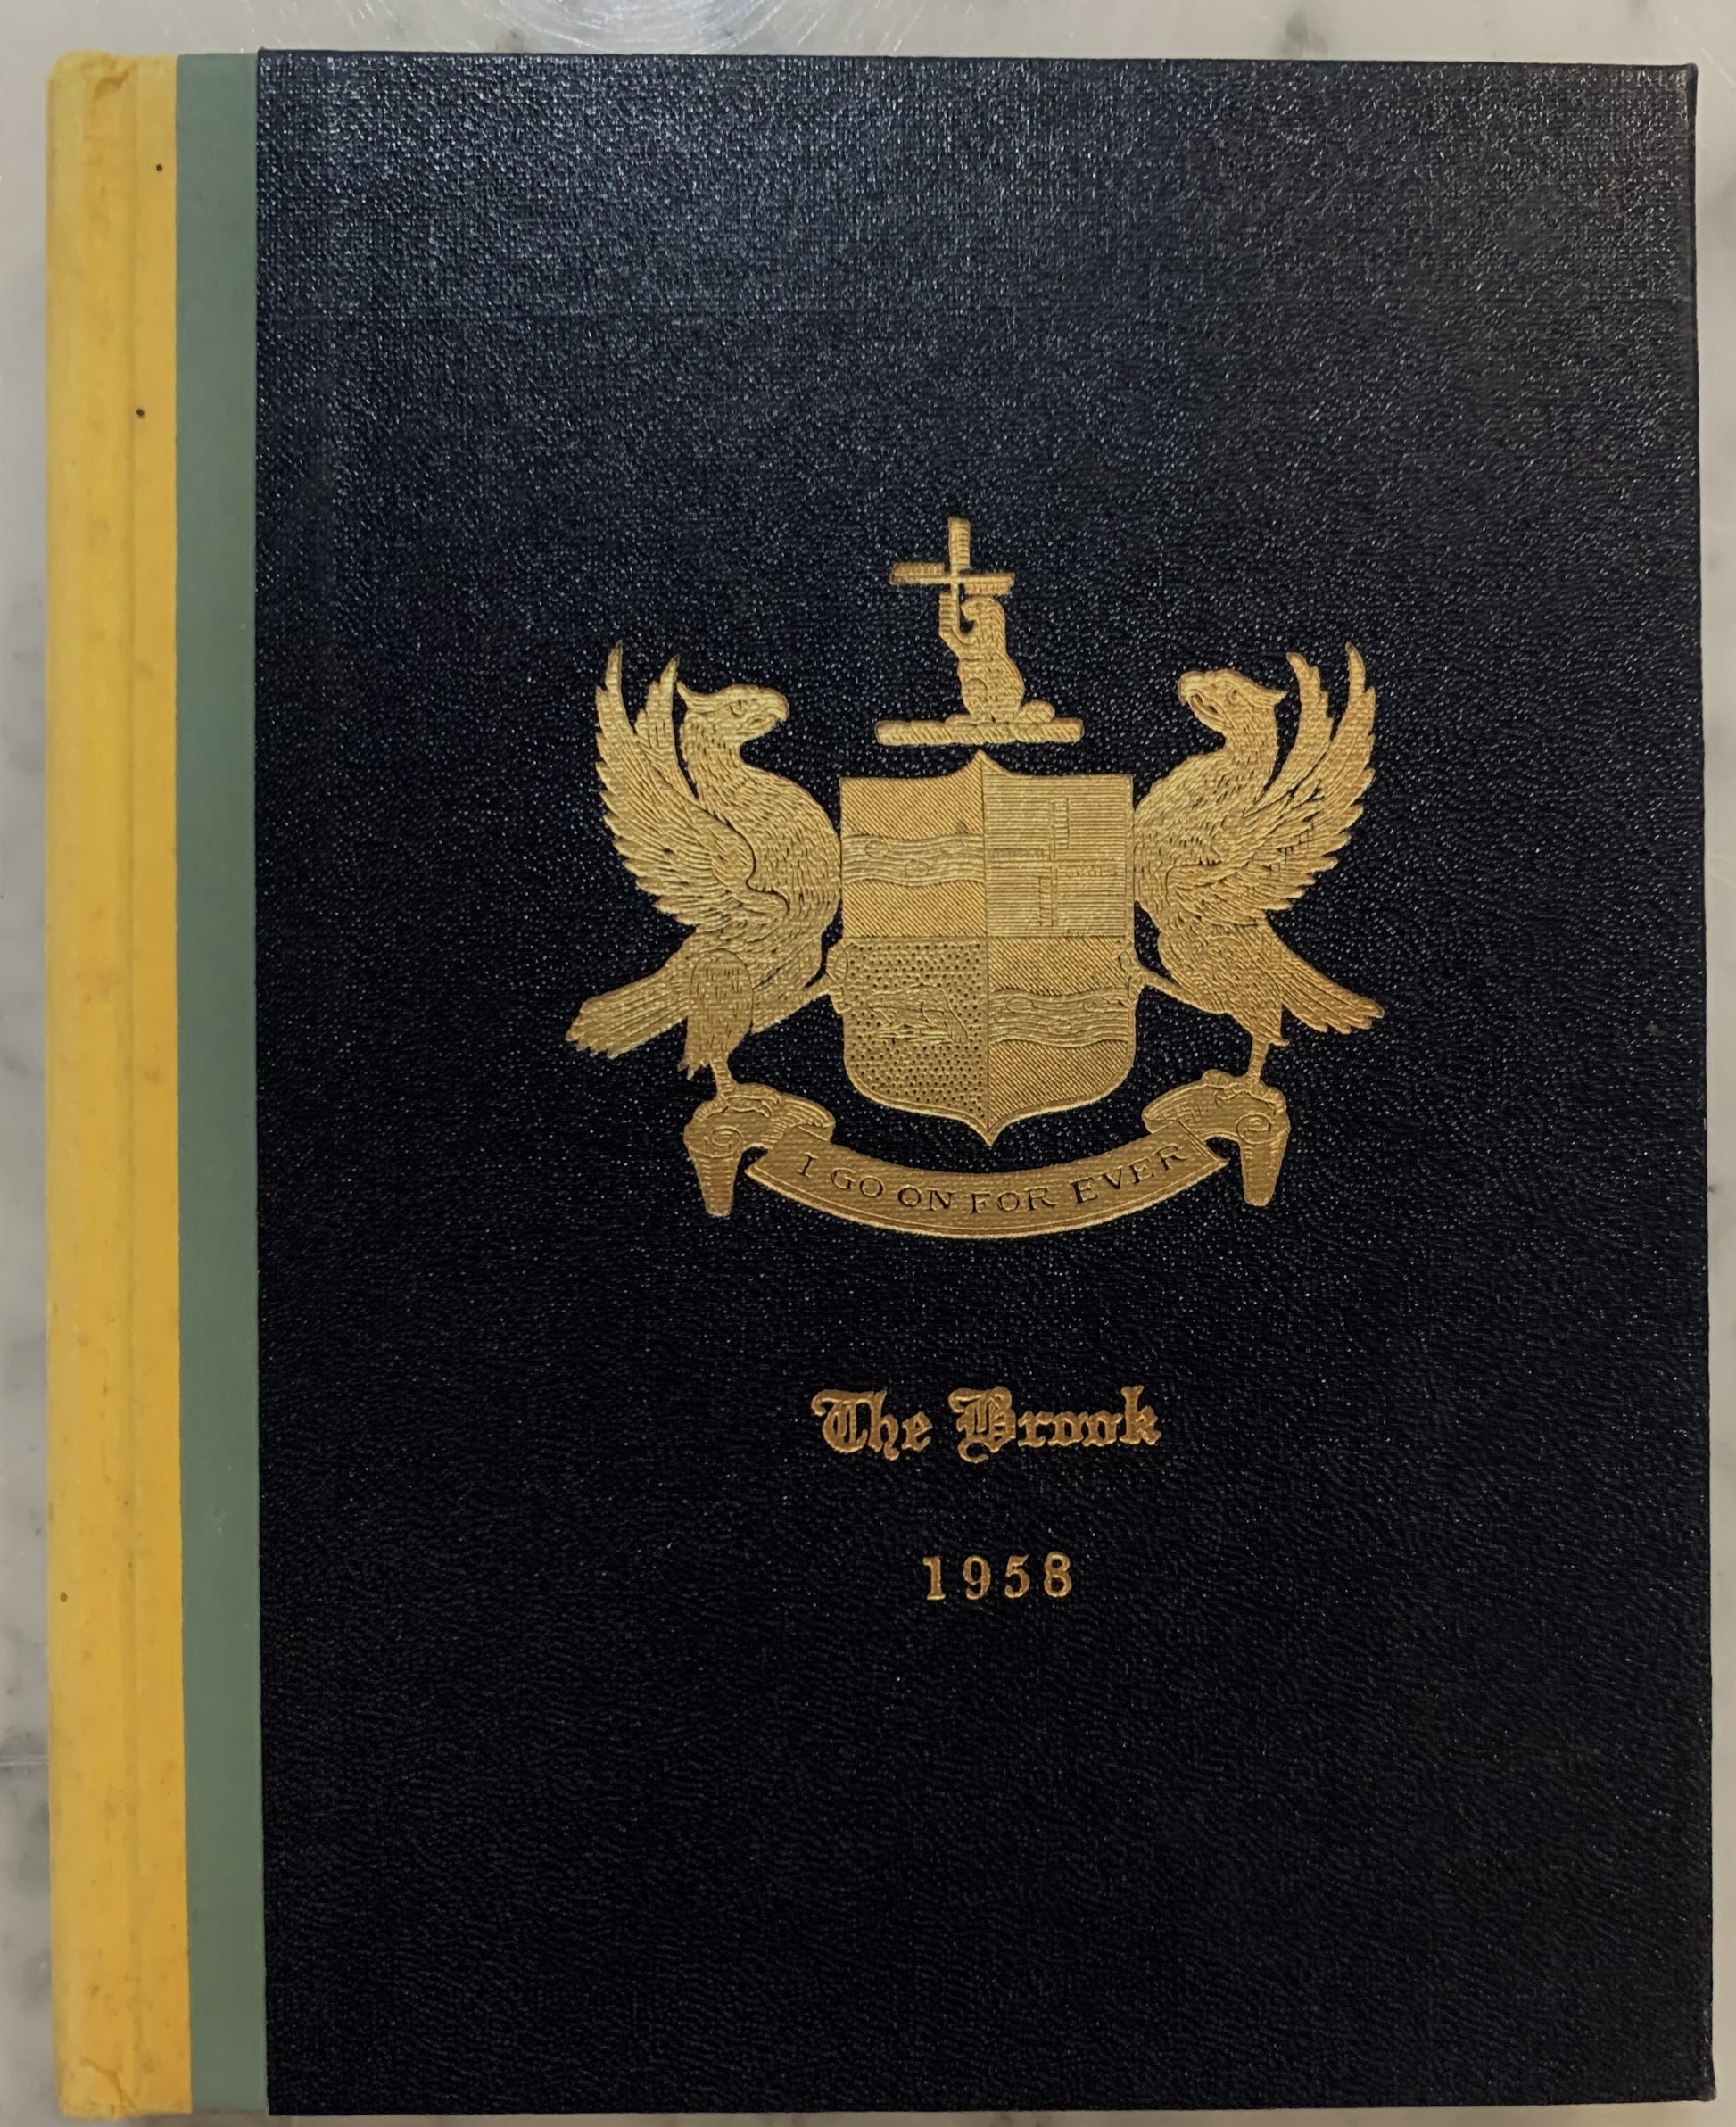 I GO ON FOR EVER
The Brook
1958